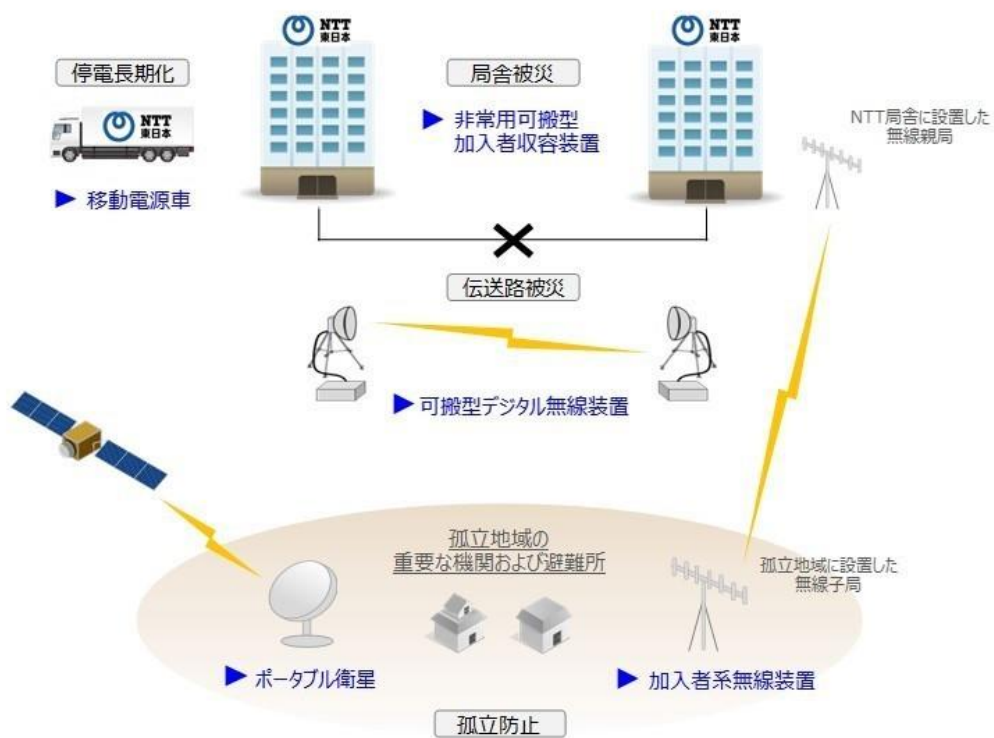 NTT
東日本
NTT
東日本
停電長期化
局舎被災
NTT
東日本
▶ 非常用可搬型
加入者収容装置
NTT局舎に設置した
無線親局
▶ 移動電源車
伝送路被災
▶ 可搬型デジタル無線装置
孤立地域の
重要な機関および避難所
孤立地域に設置した
無線子局
▶ ポータブル衛星
▶ 加入者系無線装置
孤立防止